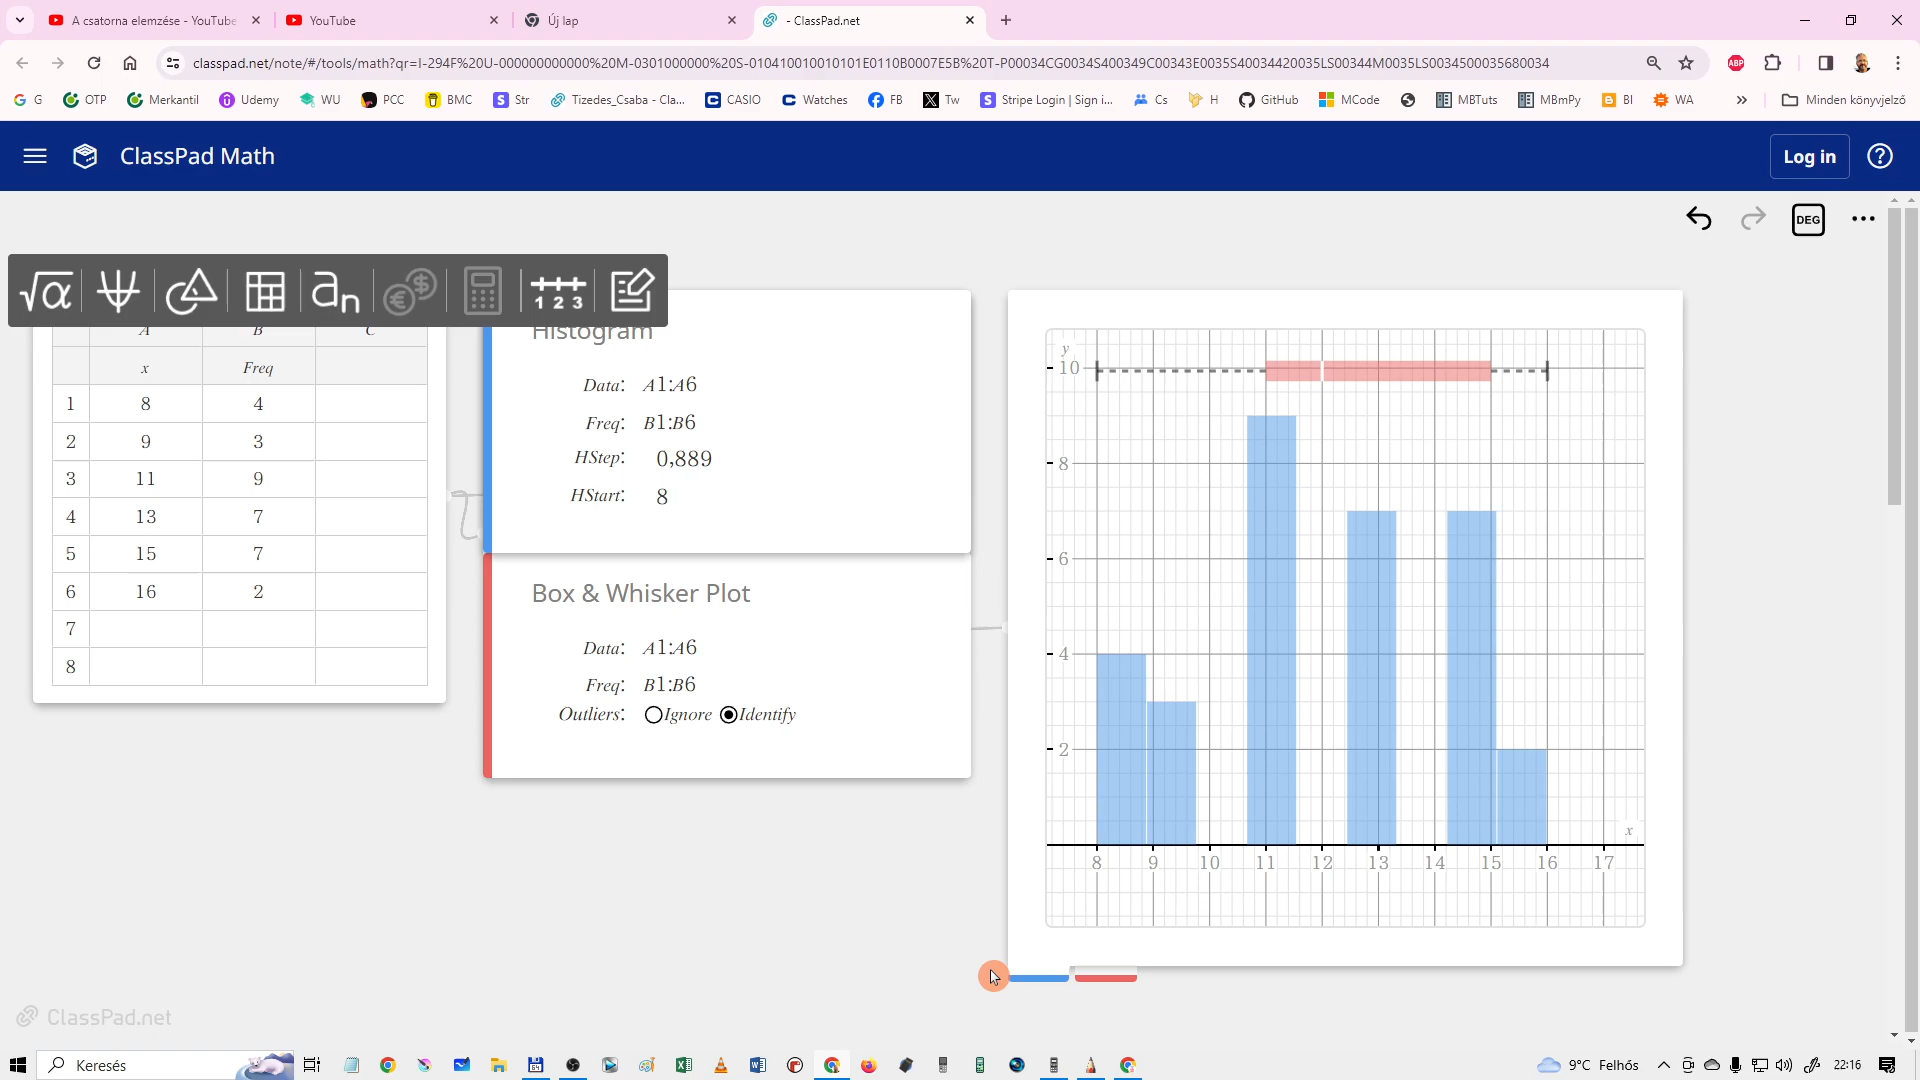 A csatorna elemzése - YouTube
YouTube
Új lap
- ClassPad.net
classpad.net/note/#/tools/math?qr=I-294F%20U-000000000000%20M-0301000000%20S-010410010010101E0110B0007E5B%20T-P00034CG0034S400349C00343E0035S40034420035LS00344M0035LS0034500035680034
ABP
G OTP Merkantil Udemy WU PCC BMC Str Tizedes_Csaba - Cla... CASIO Watches FB Tw Stripe Login | Sign i... Cs H GitHub MCode MBTuts MBmPy BI WA » Minden könyvjelző
ClassPad Math
Log in
DEG
√α
an
1 2 3
A B C
x Freq
1 8 4
2 9 3
3 11 9
4 13 7
5 15 7
6 16 2
7
8
Histogram
Data: A1:A6
Freq: B1:B6
HStep: 0,889
HStart: 8
Box & Whisker Plot
Data: A1:A6
Freq: B1:B6
Outliers: Ignore Identify
y
10
8
6
4
2
x
8 9 10 11 12 13 14 15 16 17
ClassPad.net
Keresés
9°C Felhős
22:16